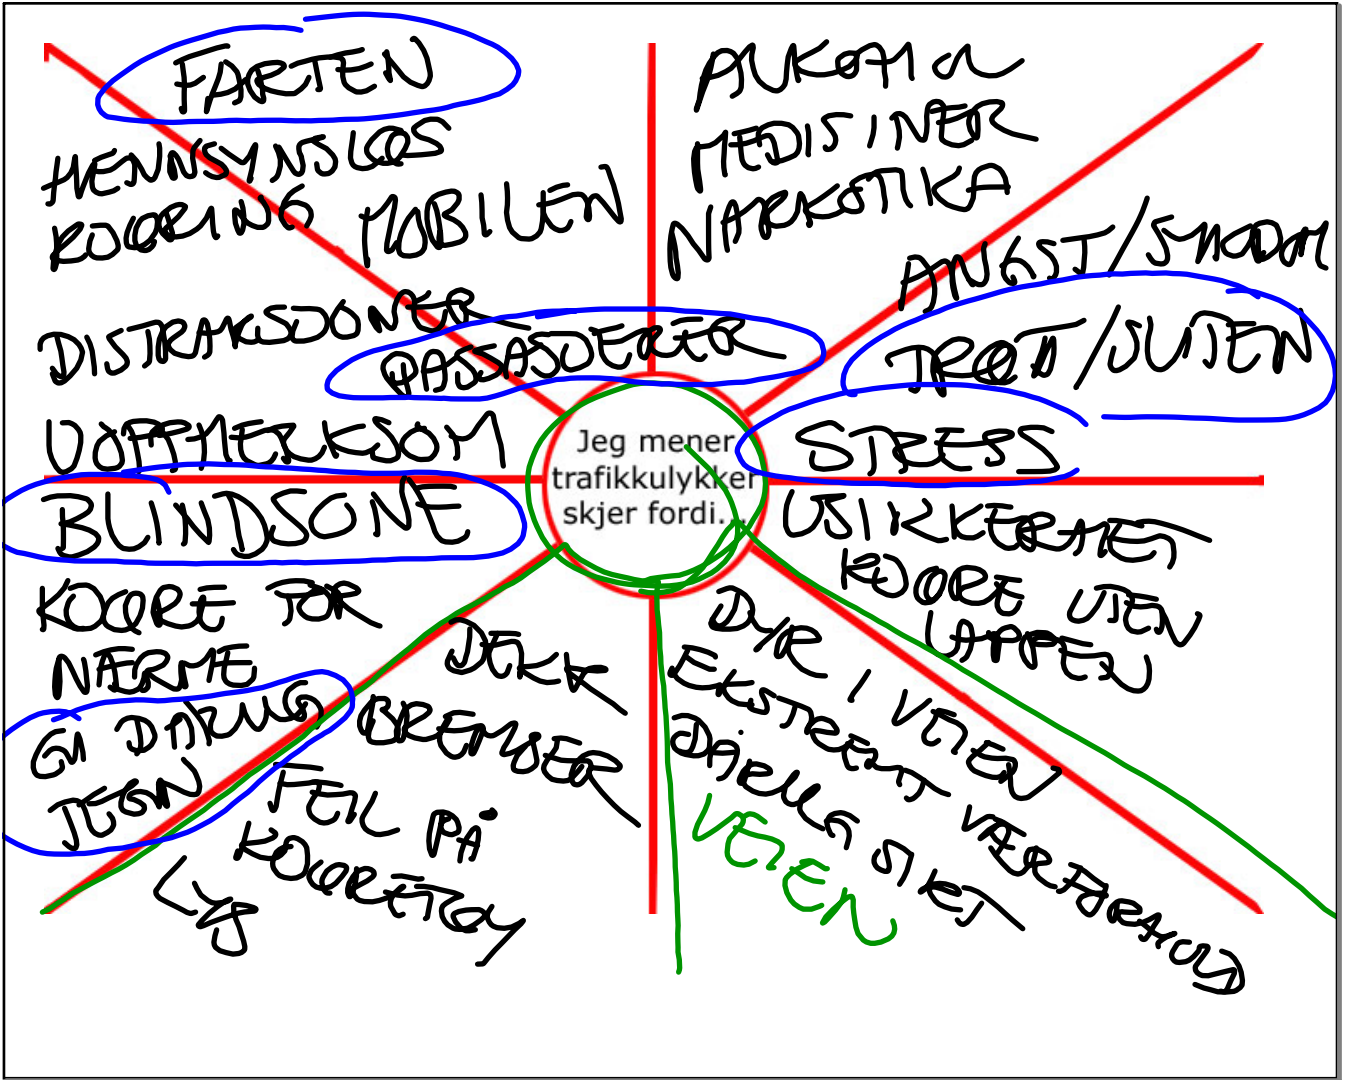 FARTEN
HENNSYNSLØS
KJØRING
MOBILEN
ALKOHOL
MEDISINER
NARKOTIKA
ANGST/SYKDOM
DISTRAKSJONER
PASSASJERER
TRØTT/SLITEN
UOPPMERKSOM
STRESS
Jeg mener
trafikkulykker
skjer fordi...
BLINDSONE
USIKKERHET
KJØRE UTEN
LAPPEN
KJØRE FOR
NÆRME
GI DÅRLIG
TEGN
DEKK
BREMSER
FEIL PÅ
KJØRETØY
LYS
DYR I VEIEN
EKSTREMT VÆRFORHOLD
DÅRLIG SIKT
VEIEN